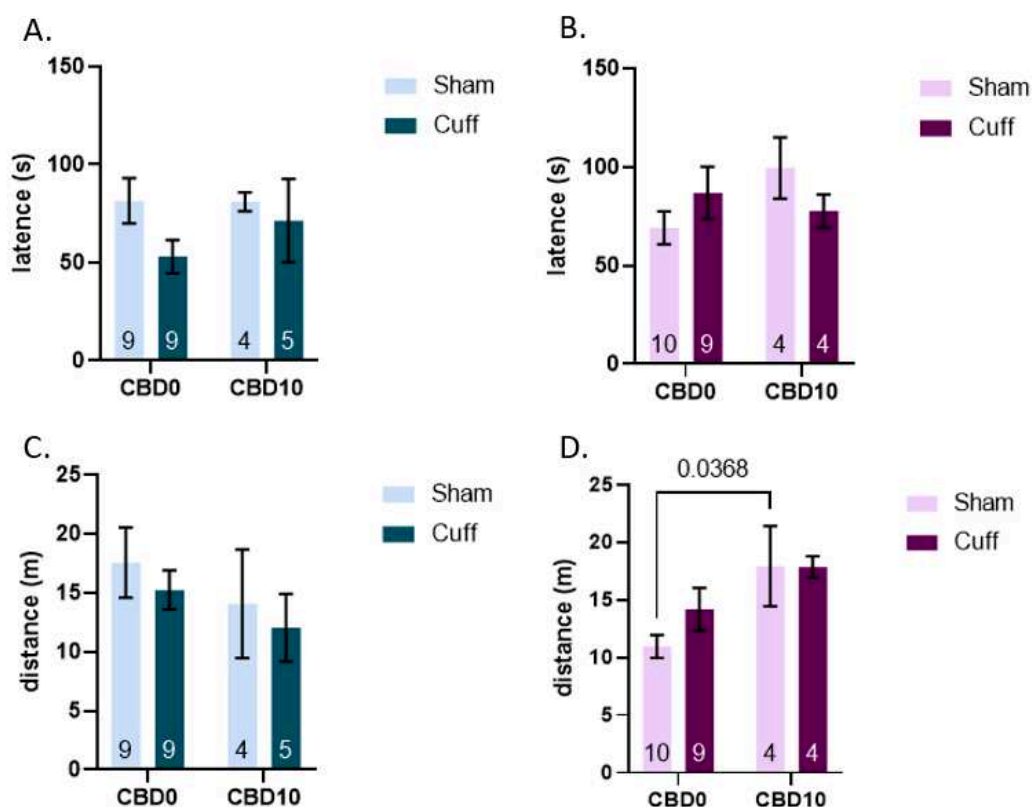 A.
150
100
50
0
latence (s)
9 9 4 5
CBD0 CBD10
Sham
Cuff
B.
150
100
50
0
latence (s)
10 9 4 4
CBD0 CBD10
Sham
Cuff
C.
25
20
15
10
5
0
distance (m)
9 9 4 5
CBD0 CBD10
Sham
Cuff
D.
0.0368
25
20
15
10
5
0
distance (m)
10 9 4 4
CBD0 CBD10
Sham
Cuff